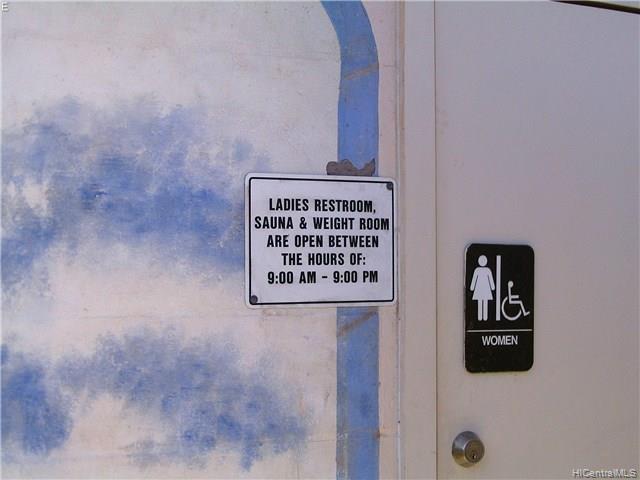 E
LADIES RESTROOM,
SAUNA & WEIGHT ROOM
ARE OPEN BETWEEN
THE HOURS OF:
9:00 AM - 9:00 PM
WOMEN
HICentralMLS